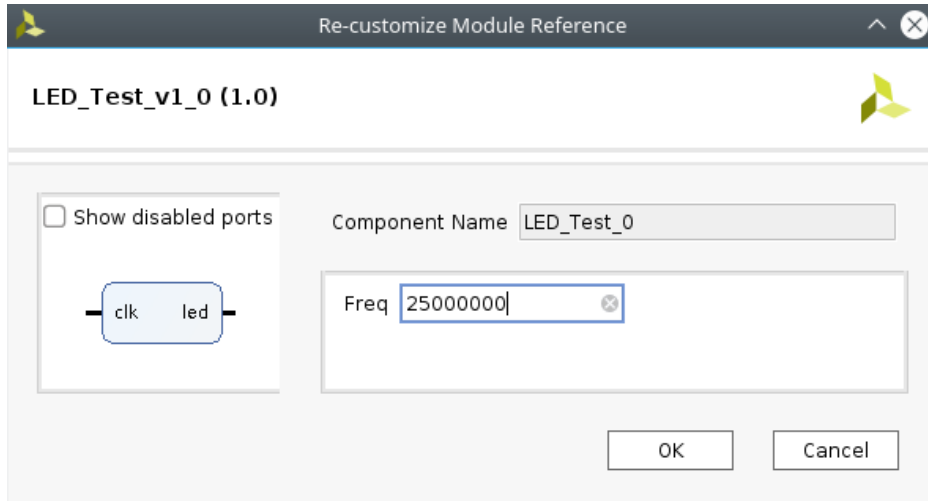 Re-customize Module Reference
LED_Test_v1_0 (1.0)
Show disabled ports
clk led
Component Name LED_Test_0
Freq 25000000
OK Cancel